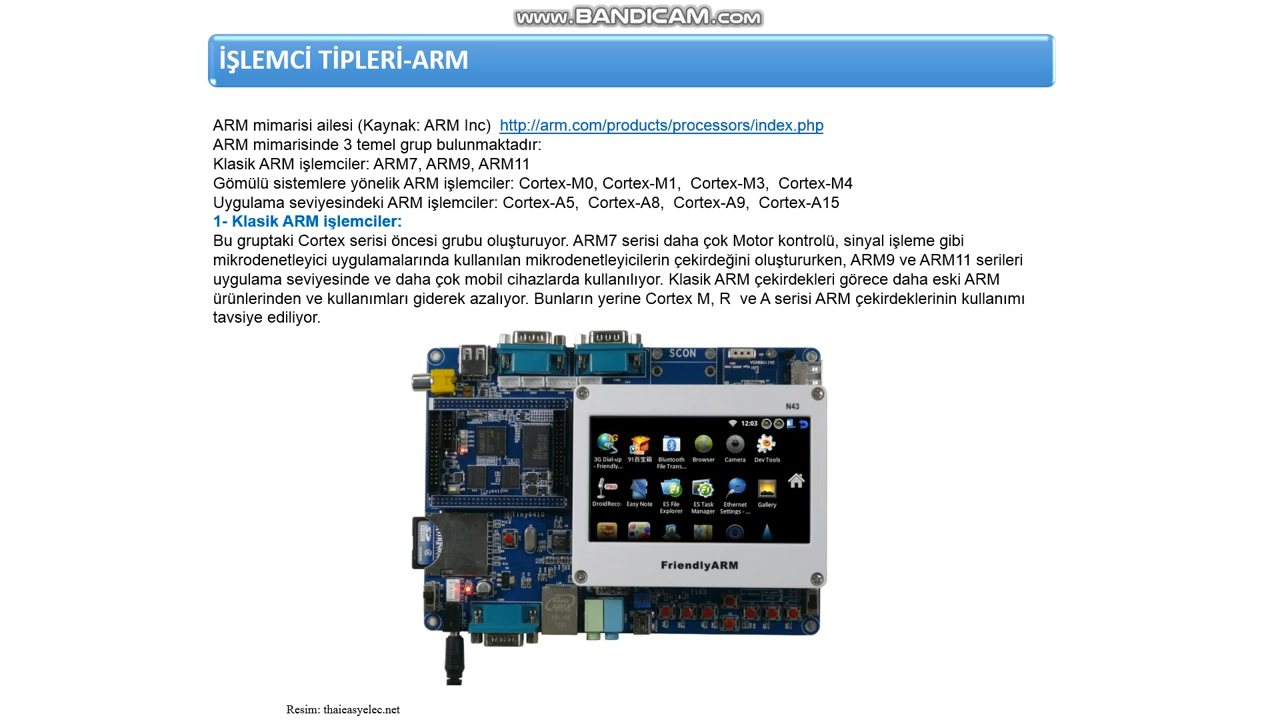 www.BANDICAM.com
İŞLEMCİ TİPLERİ-ARM
ARM mimarisi ailesi (Kaynak: ARM Inc) http://arm.com/products/processors/index.php
ARM mimarisinde 3 temel grup bulunmaktadır:
Klasik ARM işlemciler: ARM7, ARM9, ARM11
Gömülü sistemlere yönelik ARM işlemciler: Cortex-M0, Cortex-M1, Cortex-M3, Cortex-M4
Uygulama seviyesindeki ARM işlemciler: Cortex-A5, Cortex-A8, Cortex-A9, Cortex-A15
1- Klasik ARM işlemciler:
Bu gruptaki Cortex serisi öncesi grubu oluşturuyor. ARM7 serisi daha çok Motor kontrolü, sinyal işleme gibi
mikrodenetleyici uygulamalarında kullanılan mikrodenetleyicilerin çekirdeğini oluştururken, ARM9 ve ARM11 serileri
uygulama seviyesinde ve daha çok mobil cihazlarda kullanılıyor. Klasik ARM çekirdekleri görece daha eski ARM
ürünlerinden ve kullanımları giderek azalıyor. Bunların yerine Cortex M, R ve A serisi ARM çekirdeklerinin kullanımı
tavsiye ediliyor.
SCON
N43
12:03
3G Dial-up - Friendly...
91百宝箱
Bluetooth File Trans...
Browser
Camera
Dev Tools
DroidReco
Easy Note
ES File Explorer
ES Task Manager
Ethernet Settings - ...
Gallery
Tiny6410
FriendlyARM
Resim: thaieasyelec.net